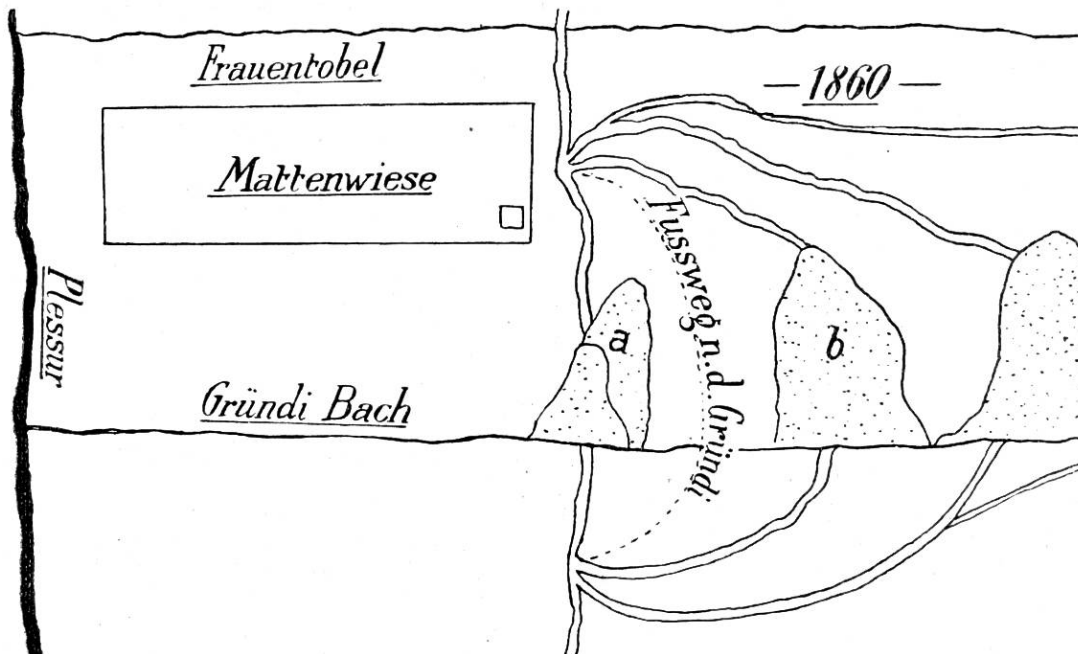 Frauentobel
— 1860 —
Mattenwiese
Plessur
Fussweg n. d. Gründi
a
b
Gründi Bach